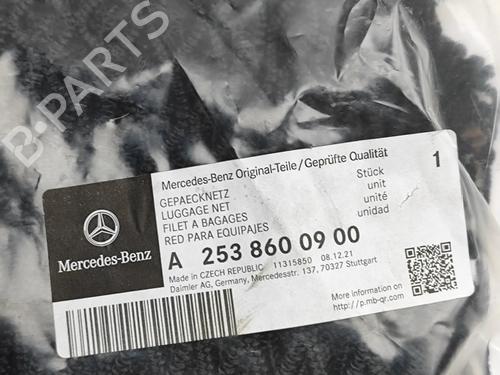 B-PARTS
Mercedes-Benz Original-Teile/Geprüfte Qualität
GEPAECKNETZ
LUGGAGE NET
FILET A BAGAGES
RED PARA EQUIPAJES
Stück
unit
unité
unidad
1
Mercedes-Benz
A 253 860 09 00
Made in CZECH REPUBLIC 11315850 08.12.21
Daimler AG, Germany, Mercedesstr. 137, 70327 Stuttgart
More information on
http://p.mb-qr.com/